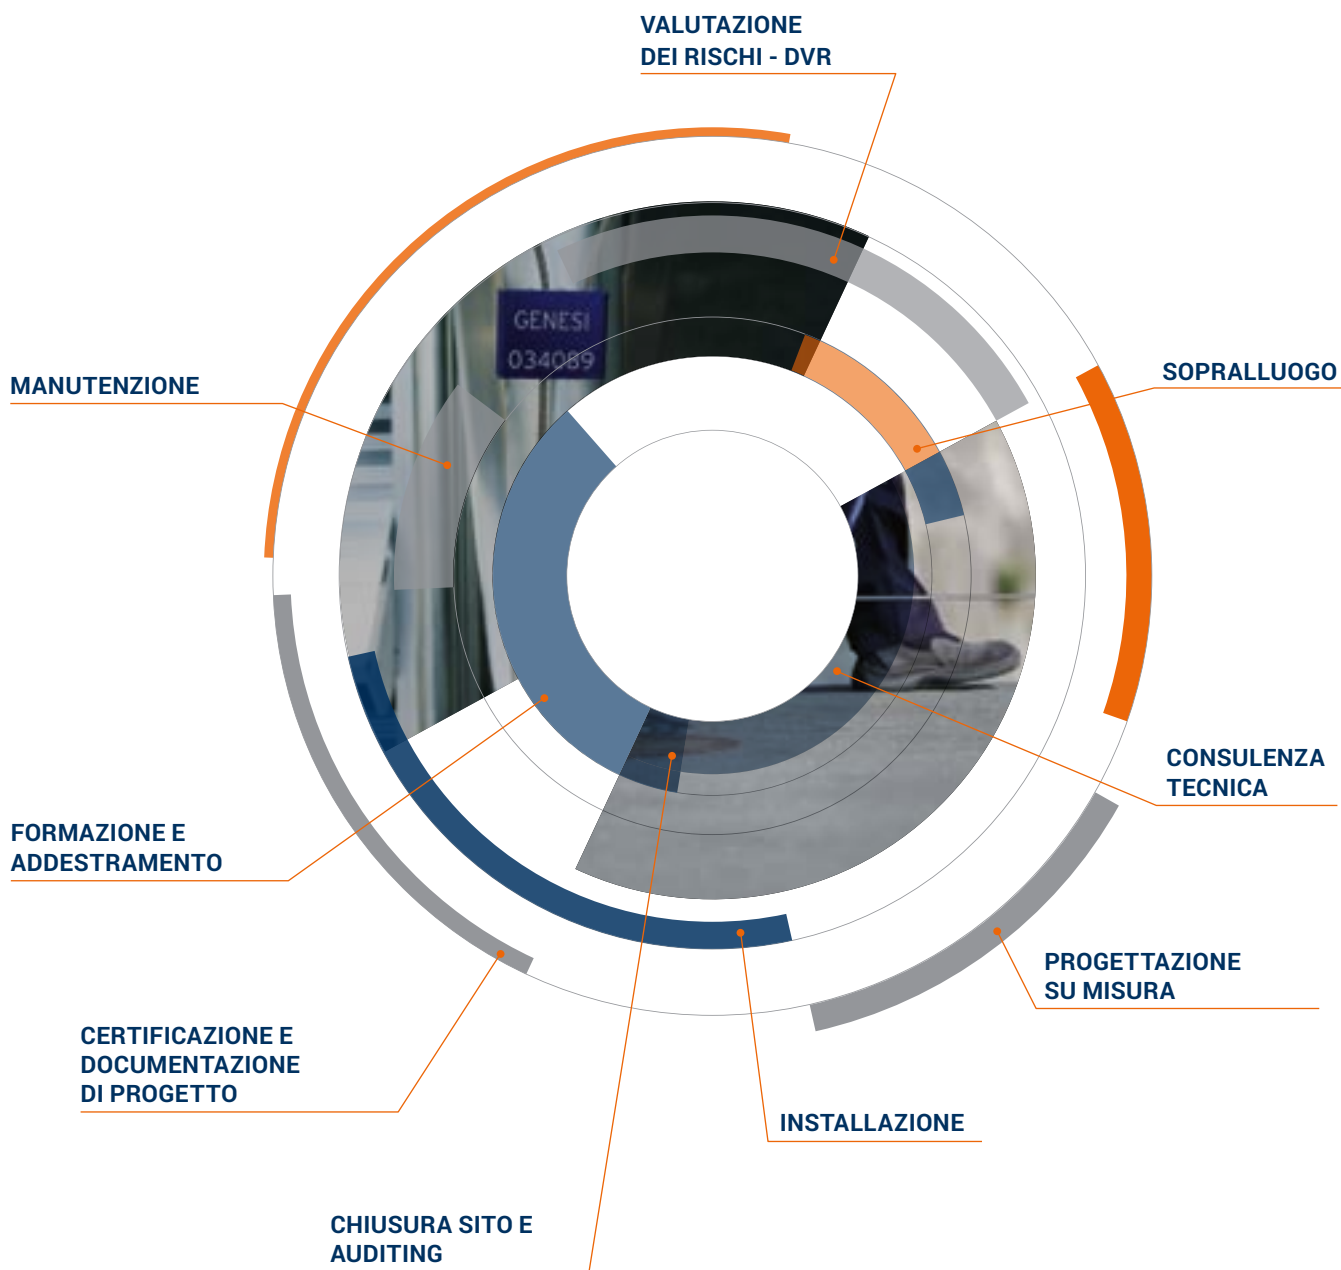 VALUTAZIONE
DEI RISCHI - DVR
GENESI
034089
SOPRALLUOGO
MANUTENZIONE
CONSULENZA
TECNICA
FORMAZIONE E
ADDESTRAMENTO
PROGETTAZIONE
SU MISURA
CERTIFICAZIONE E
DOCUMENTAZIONE
DI PROGETTO
INSTALLAZIONE
CHIUSURA SITO E
AUDITING